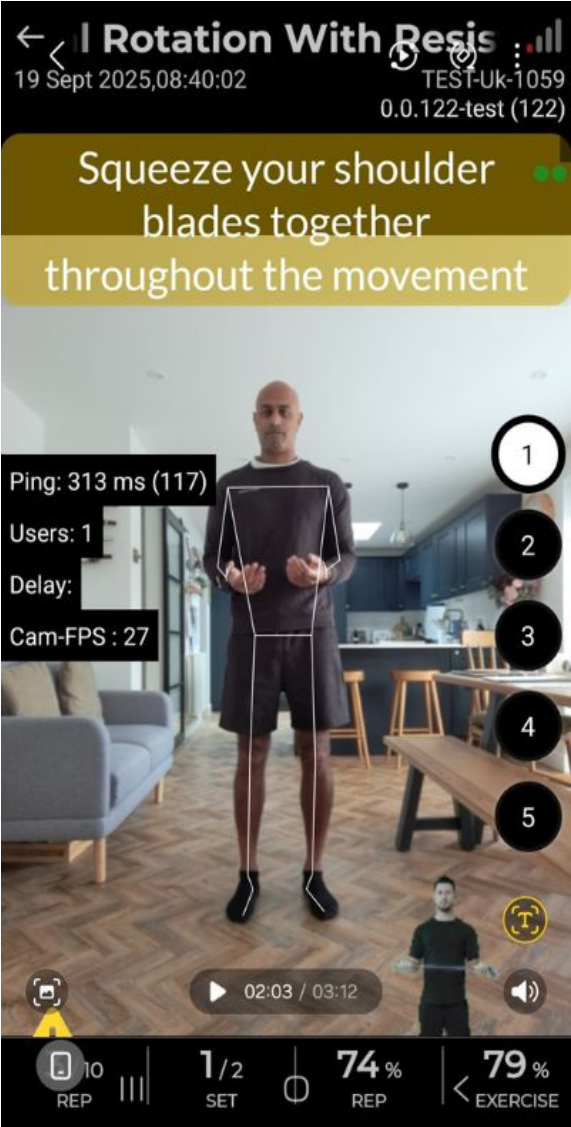 l Rotation With Resis
19 Sept 2025,08:40:02
TEST-Uk-1059
0.0.122-test (122)
Squeeze your shoulder
blades together
throughout the movement
1
Ping: 313 ms (117)
Users: 1
2
Delay:
3
Cam-FPS : 27
4
5
T
02:03 / 03:12
/10
REP
1/2
SET
74 %
REP
79 %
EXERCISE